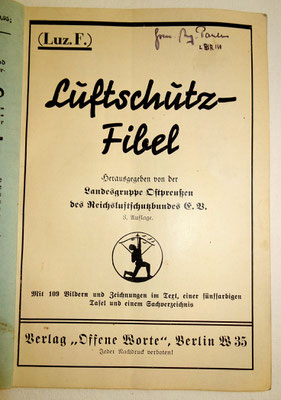 (Luz.F.)
Luftschutz-
Fibel
Herausgegeben von der
Landesgruppe Ostpreußen
des Reichsluftschutzbundes E. V.
8. Auflage.
Mit 109 Bildern und Zeichnungen im Text, einer fünffarbigen
Tafel und einem Sachverzeichnis
Verlag „Offene Worte“, Berlin W 35
Jeder Nachdruck verboten!